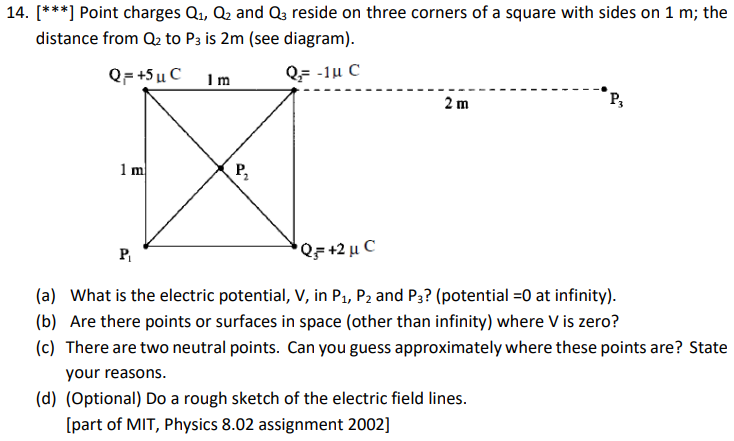 14. [***] Point charges Q₁, Q₂ and Q₃ reside on three corners of a square with sides on 1 m; the
distance from Q₂ to P₃ is 2m (see diagram).
Q₁= +5 μ C 1 m Q₂= -1μ C
2 m P₃
1 m P₂
P₁ Q₃= +2 μ C
(a) What is the electric potential, V, in P₁, P₂ and P₃? (potential =0 at infinity).
(b) Are there points or surfaces in space (other than infinity) where V is zero?
(c) There are two neutral points. Can you guess approximately where these points are? State
your reasons.
(d) (Optional) Do a rough sketch of the electric field lines.
[part of MIT, Physics 8.02 assignment 2002]